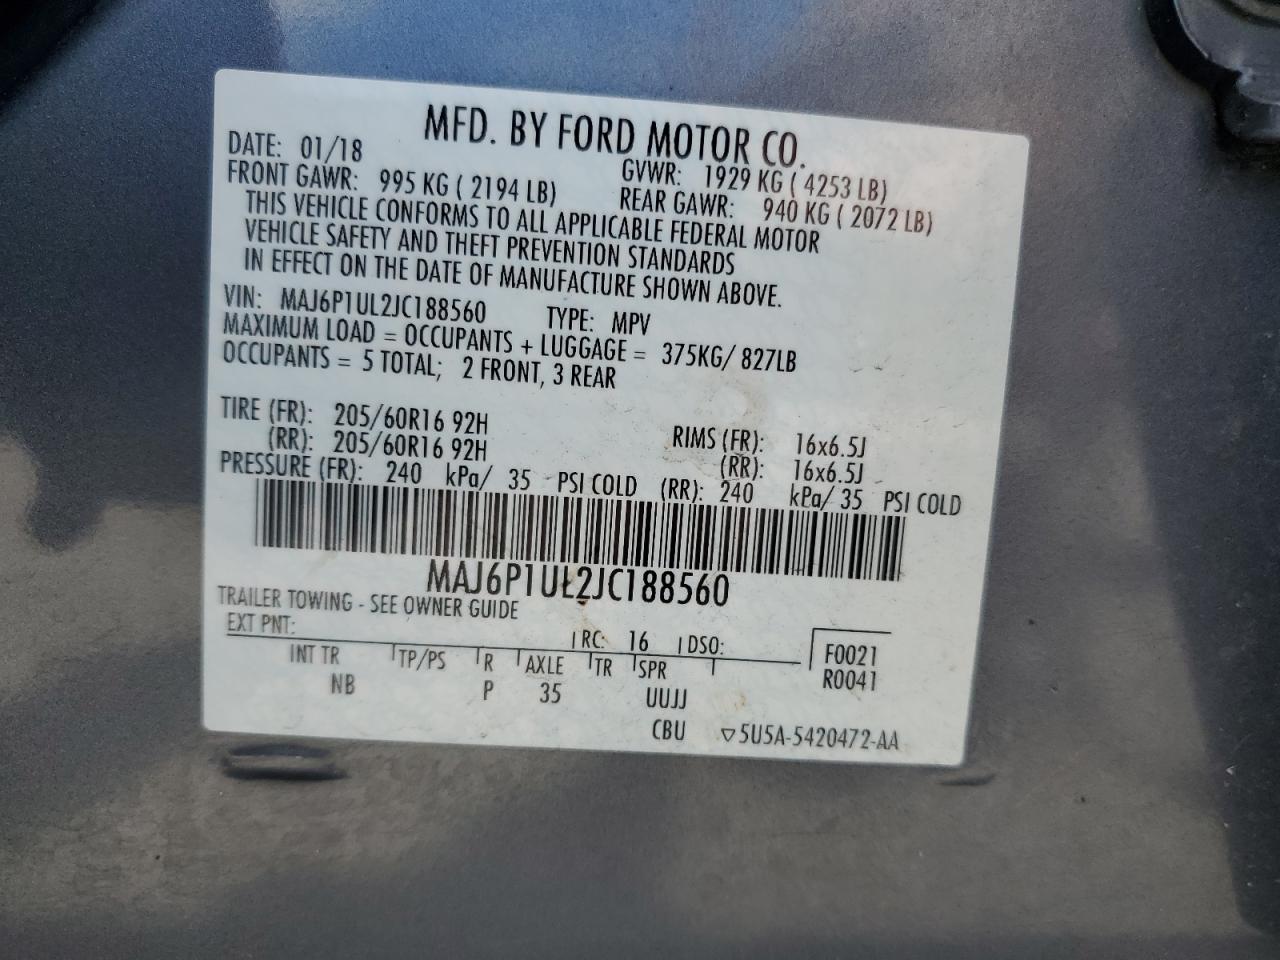 MFD. BY FORD MOTOR CO.
DATE: 01/18 GVWR: 1929 KG ( 4253 LB)
FRONT GAWR: 995 KG ( 2194 LB) REAR GAWR: 940 KG ( 2072 LB)
THIS VEHICLE CONFORMS TO ALL APPLICABLE FEDERAL MOTOR
VEHICLE SAFETY AND THEFT PREVENTION STANDARDS
IN EFFECT ON THE DATE OF MANUFACTURE SHOWN ABOVE.
VIN: MAJ6P1UL2JC188560 TYPE: MPV
MAXIMUM LOAD = OCCUPANTS + LUGGAGE = 375KG/ 827LB
OCCUPANTS = 5 TOTAL; 2 FRONT, 3 REAR
TIRE (FR): 205/60R16 92H RIMS (FR): 16x6.5J
(RR): 205/60R16 92H (RR): 16x6.5J
PRESSURE (FR): 240 kPa/ 35 PSI COLD (RR): 240 kPa/ 35 PSI COLD
MAJ6P1UL2JC188560
TRAILER TOWING - SEE OWNER GUIDE
EXT PNT: RC: 16 DSO: F0021
INT TR TP/PS R AXLE TR SPR R0041
NB P 35 UUJJ
CBU ▽5U5A-5420472-AA